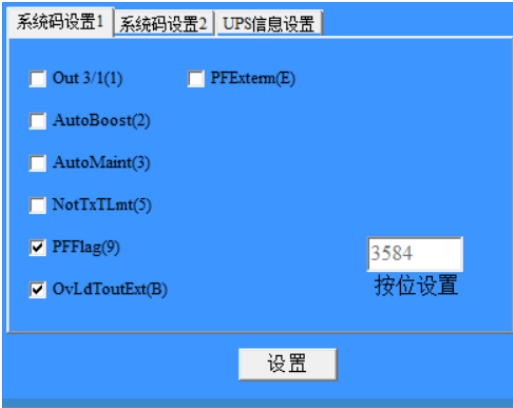 系统码设置1 系统码设置2 UPS信息设置
Out 3/1(1) PFExterm(E)
AutoBoost(2)
AutoMaint(3)
NotTxTLmt(5)
PFFlag(9)
3584
OvLdToutExt(B)
按位设置
设置